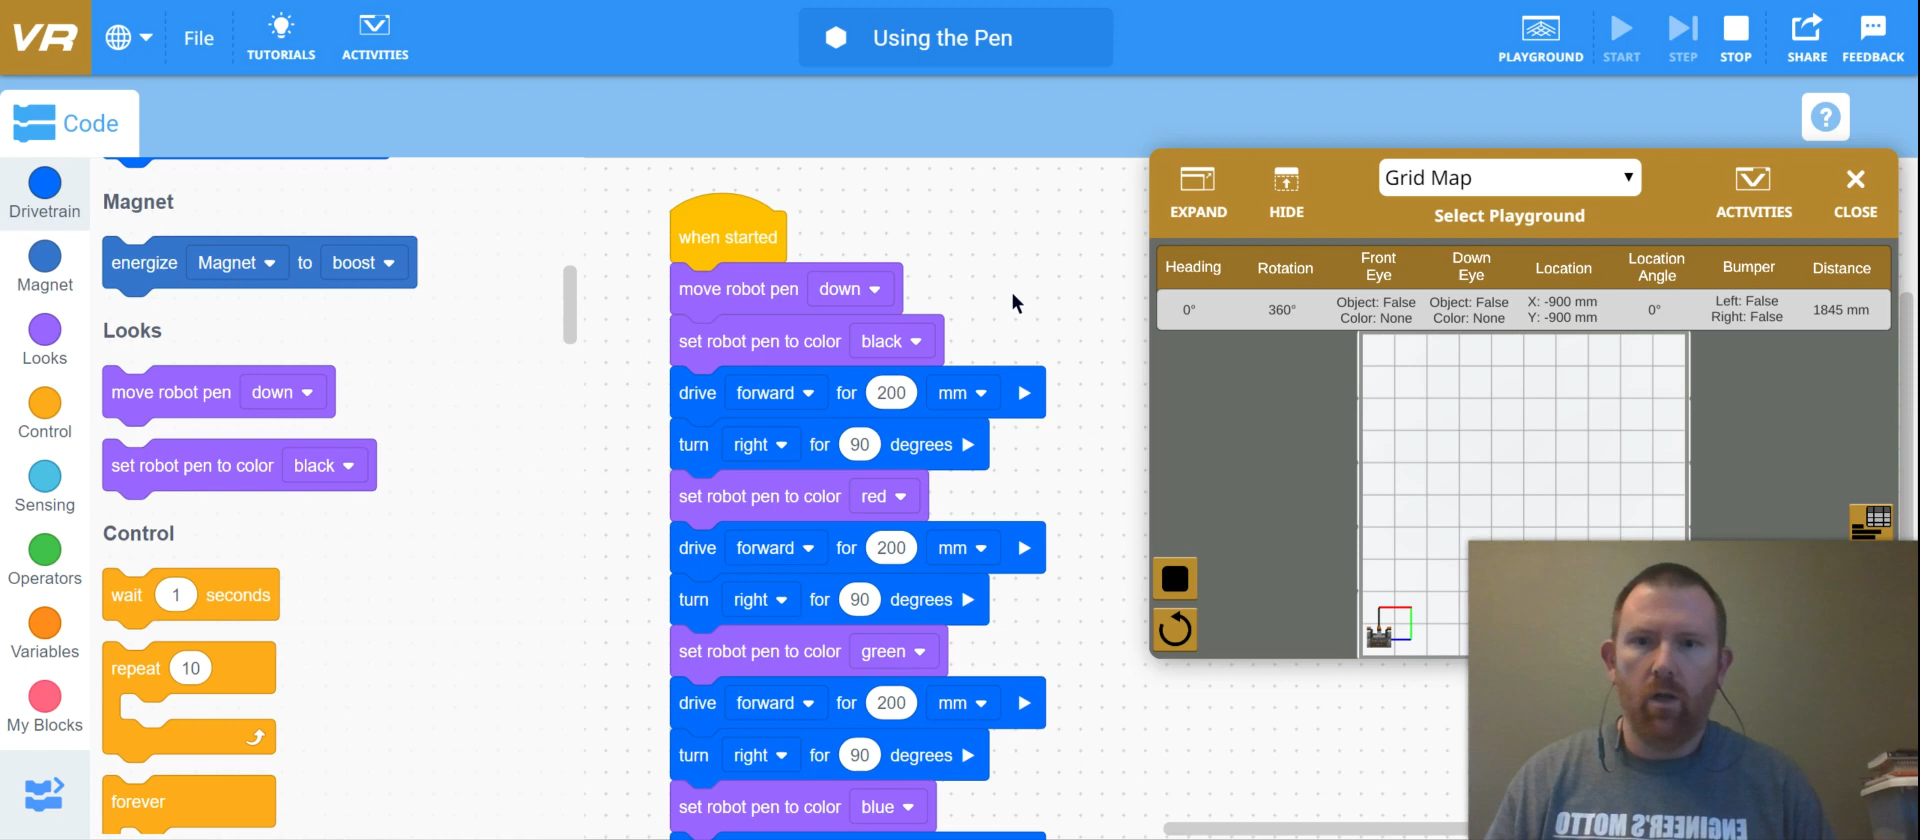 VR
File
TUTORIALS
ACTIVITIES
Using the Pen
PLAYGROUND
START
STEP
STOP
SHARE
FEEDBACK
Code
?
Drivetrain
Magnet
Looks
Control
Sensing
Operators
Variables
My Blocks
Magnet
energize Magnet to boost
Looks
move robot pen down
set robot pen to color black
Control
wait 1 seconds
repeat 10
forever
when started
move robot pen down
set robot pen to color black
drive forward for 200 mm
turn right for 90 degrees
set robot pen to color red
drive forward for 200 mm
turn right for 90 degrees
set robot pen to color green
drive forward for 200 mm
turn right for 90 degrees
set robot pen to color blue
EXPAND
HIDE
Grid Map
Select Playground
ACTIVITIES
CLOSE
Heading Rotation Front Eye Down Eye Location Location Angle Bumper Distance
0° 360° Object: False Object: False X: -900 mm 0° Left: False 1845 mm
Color: None Color: None Y: -900 mm Right: False
ENGINEER'S MOTTO